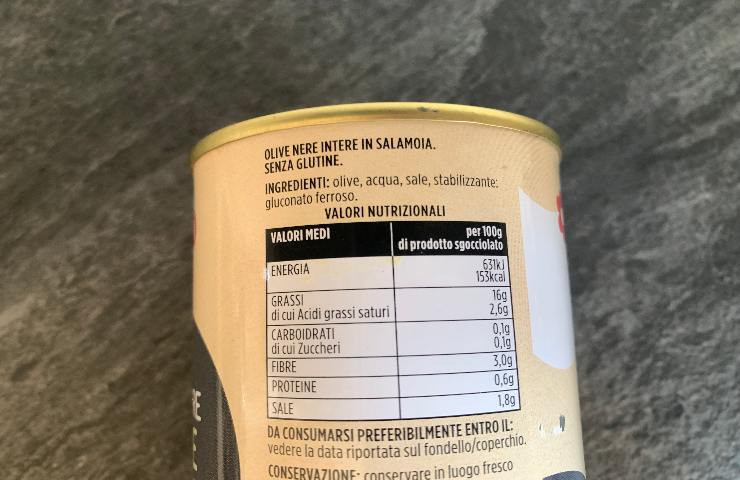 OLIVE NERE INTERE IN SALAMOIA.
SENZA GLUTINE.
INGREDIENTI: olive, acqua, sale, stabilizzante:
gluconato ferroso.
VALORI NUTRIZIONALI
VALORI MEDI per 100g
di prodotto sgocciolato
ENERGIA 631kJ
153kcal
GRASSI 16g
di cui Acidi grassi saturi 2,6g
CARBOIDRATI 0,1g
di cui Zuccheri 0,1g
FIBRE 3,0g
PROTEINE 0,6g
SALE 1,8g
DA CONSUMARSI PREFERIBILMENTE ENTRO IL:
vedere la data riportata sul fondello/coperchio.
CONSERVAZIONE: conservare in luogo fresco